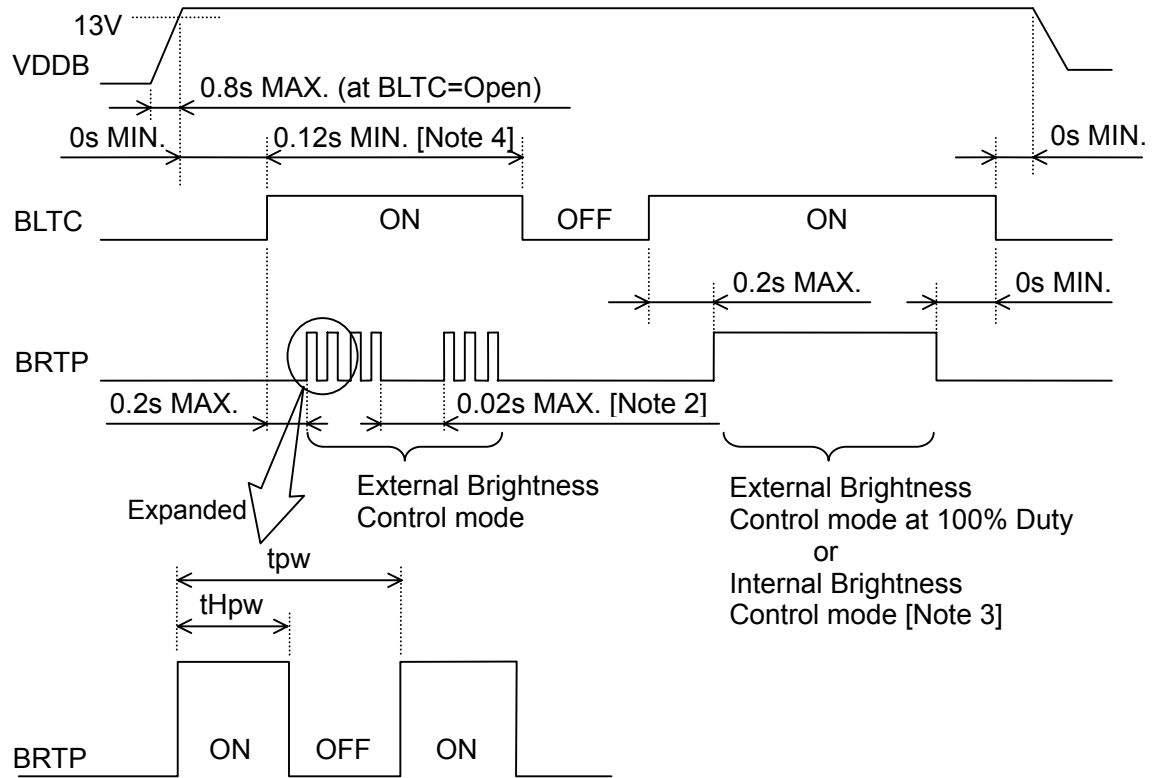 13V
VDDB
0.8s MAX. (at BLTC=Open)
0s MIN.
0.12s MIN. [Note 4]
0s MIN.
BLTC
ON
OFF
ON
0.2s MAX.
0s MIN.
BRTP
0.2s MAX.
0.02s MAX. [Note 2]
External Brightness
Control mode
External Brightness
Control mode at 100% Duty
or
Internal Brightness
Control mode [Note 3]
Expanded
tpw
tHpw
BRTP
ON
OFF
ON